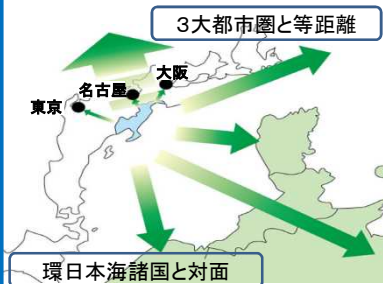 ３大都市圏と等距離
大阪
名古屋
東京
環日本海諸国と対面